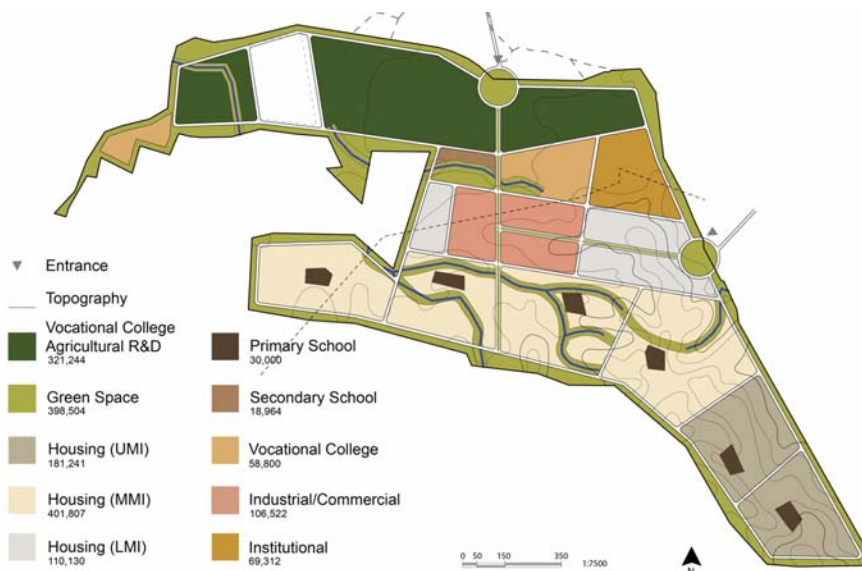 Entrance
Topography
Vocational College
Agricultural R&D
321,244
Green Space
398,504
Housing (UMI)
181,241
Housing (MMI)
401,807
Housing (LMI)
110,130
Primary School
30,000
Secondary School
18,964
Vocational College
58,800
Industrial/Commercial
106,522
Institutional
69,312
0 50 150 350 1:7500
N